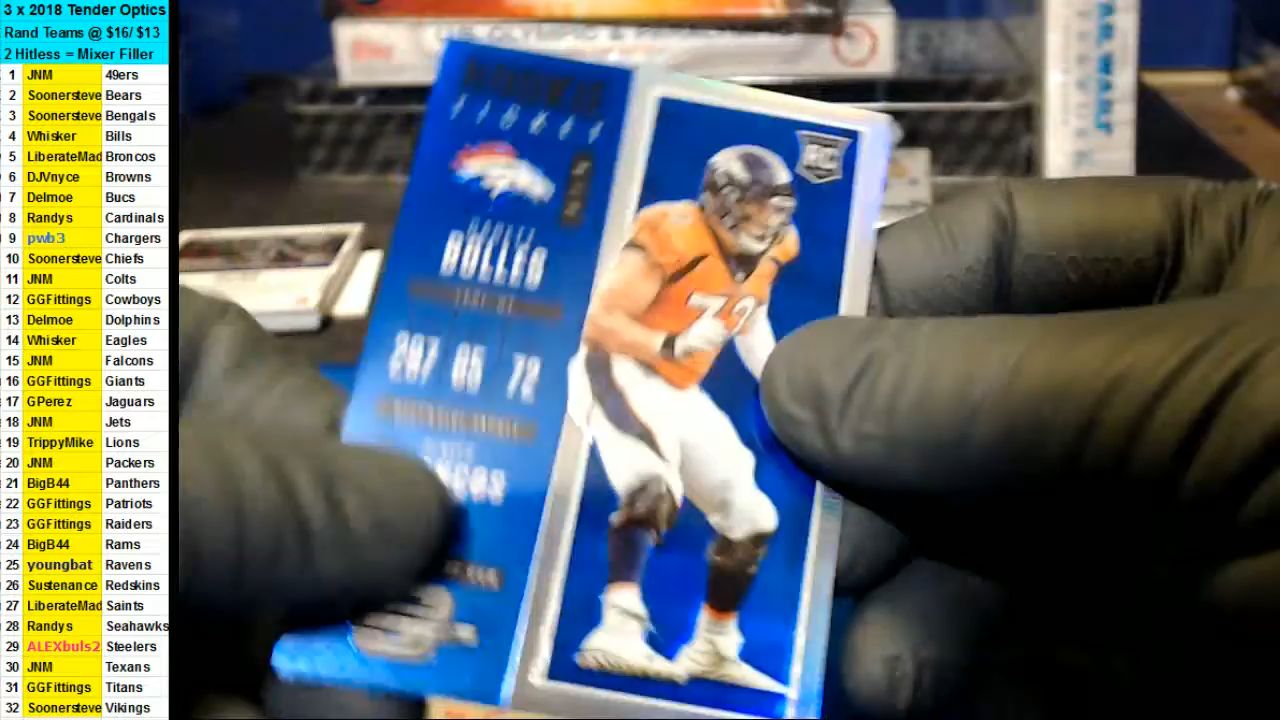 3 x 2018 Tender Optics
Rand Teams @ $16/ $13
2 Hitless = Mixer Filler
1 JNM 49ers
2 Soonersteve Bears
3 Soonersteve Bengals
4 Whisker Bills
5 LiberateMad Broncos
6 DJVnyce Browns
7 Delmoe Bucs
8 Randys Cardinals
9 pwb3 Chargers
10 Soonersteve Chiefs
11 JNM Colts
12 GGFittings Cowboys
13 Delmoe Dolphins
14 Whisker Eagles
15 JNM Falcons
16 GGFittings Giants
17 GPerez Jaguars
18 JNM Jets
19 TrippyMike Lions
20 JNM Packers
21 BigB44 Panthers
22 GGFittings Patriots
23 GGFittings Raiders
24 BigB44 Rams
25 youngbat Ravens
26 Sustenance Redskins
27 LiberateMad Saints
28 Randys Seahawks
29 ALEXbuls2 Steelers
30 JNM Texans
31 GGFittings Titans
32 Soonersteve Vikings
RC
72